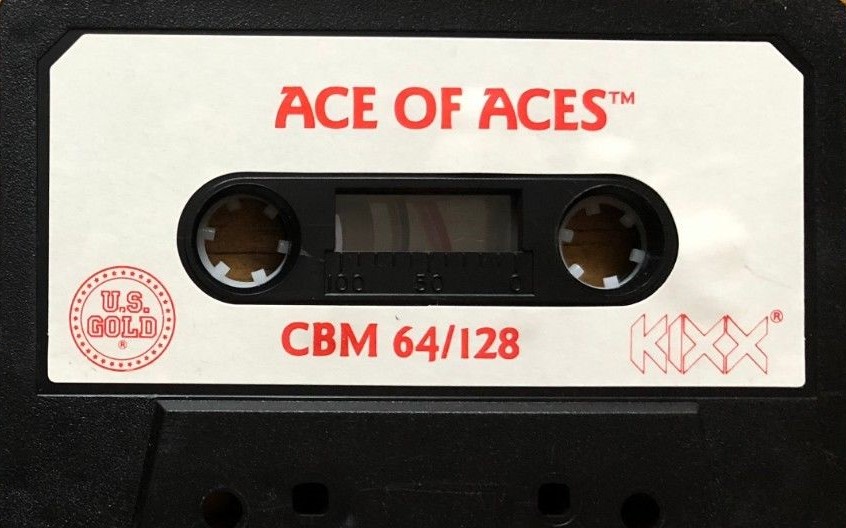 ACE OF ACES™
100 50 0
U.S.
GOLD
®
CBM 64/128
KIXX®